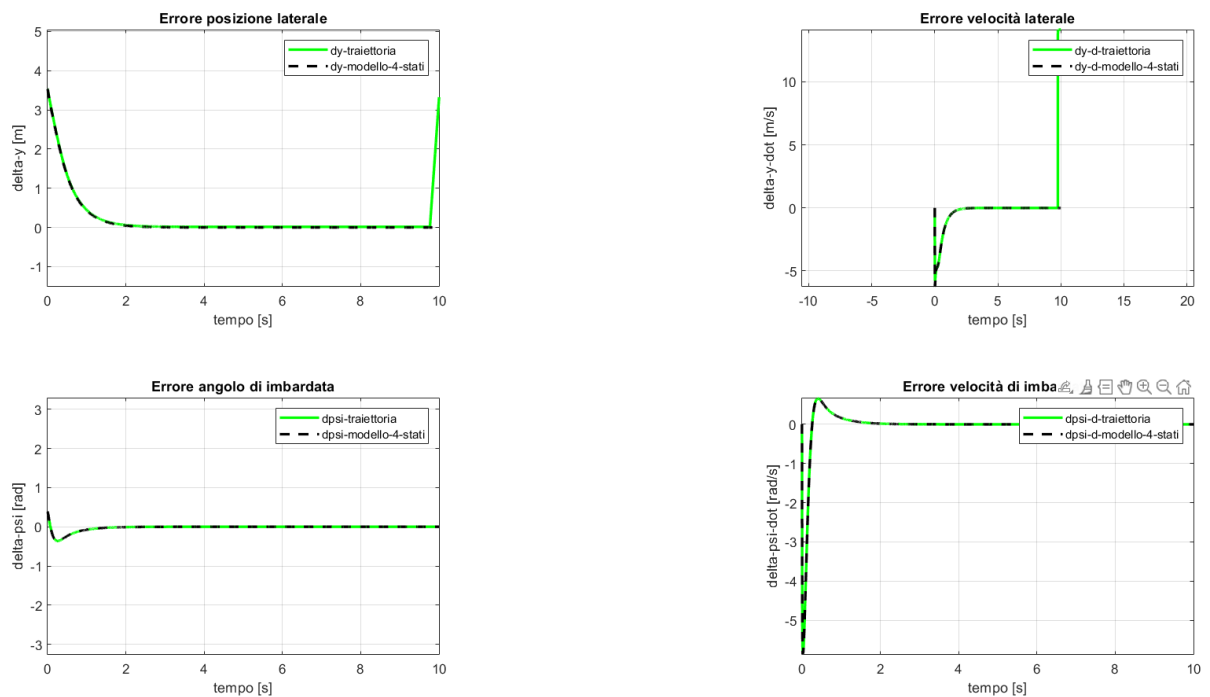 Errore posizione laterale
5
4
3
2
1
0
-1
delta-y [m]
dy-traiettoria
dy-modello-4-stati
0 2 4 6 8 10
tempo [s]
Errore velocità laterale
10
5
0
-5
delta-y-dot [m/s]
dy-d-traiettoria
dy-d-modello-4-stati
-10 -5 0 5 10 15 20
tempo [s]
Errore angolo di imbardata
3
2
1
0
-1
-2
-3
delta-psi [rad]
dpsi-traiettoria
dpsi-modello-4-stati
0 2 4 6 8 10
tempo [s]
Errore velocità di imba
0
-1
-2
-3
-4
-5
delta-psi-dot [rad/s]
dpsi-d-traiettoria
dpsi-d-modello-4-stati
0 2 4 6 8 10
tempo [s]